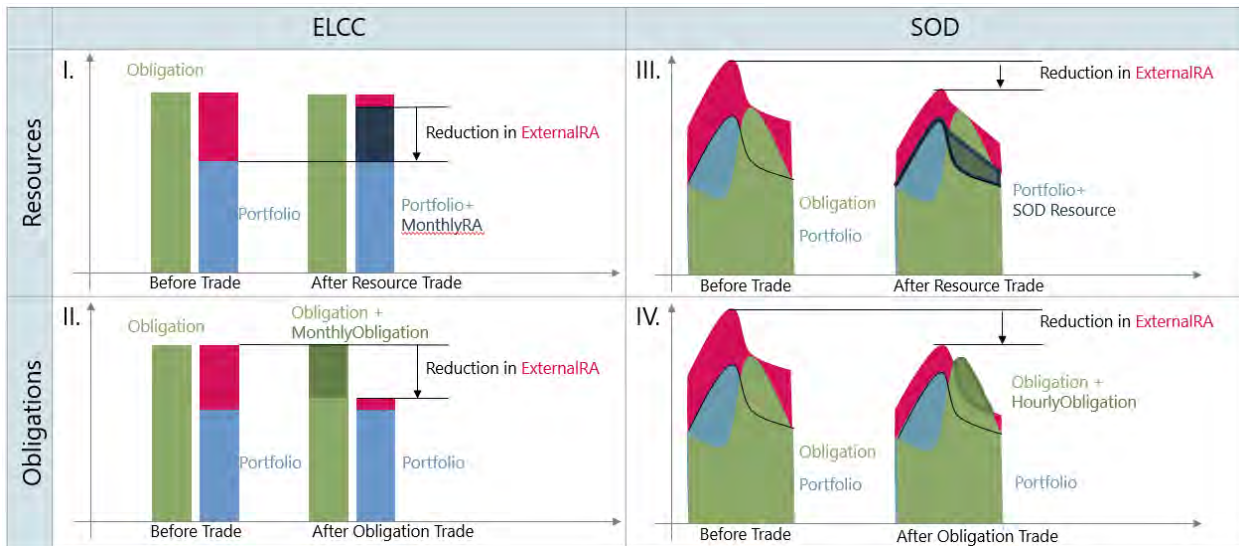 ELCC
SOD
Resources
I.
Obligation
Reduction in ExternalRA
Portfolio
Portfolio+
MonthlyRA
Before Trade
After Resource Trade
III.
Reduction in ExternalRA
Obligation
Portfolio
Portfolio+
SOD Resource
Before Trade
After Resource Trade
Obligations
II.
Obligation
Obligation +
MonthlyObligation
Reduction in ExternalRA
Portfolio
Portfolio
Before Trade
After Obligation Trade
IV.
Reduction in ExternalRA
Obligation +
HourlyObligation
Obligation
Portfolio
Portfolio
Before Trade
After Obligation Trade